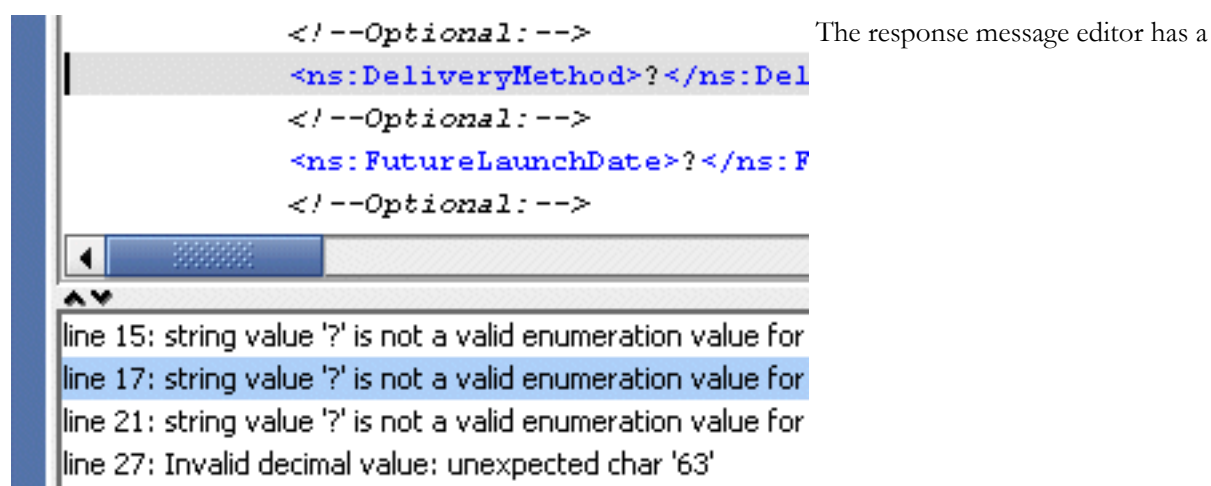 <!--Optional:-->
The response message editor has a
<ns:DeliveryMethod>?</ns:Del
<!--Optional:-->
<ns:FutureLaunchDate>?</ns:F
<!--Optional:-->
line 15: string value '?' is not a valid enumeration value for
line 17: string value '?' is not a valid enumeration value for
line 21: string value '?' is not a valid enumeration value for
line 27: Invalid decimal value: unexpected char '63'